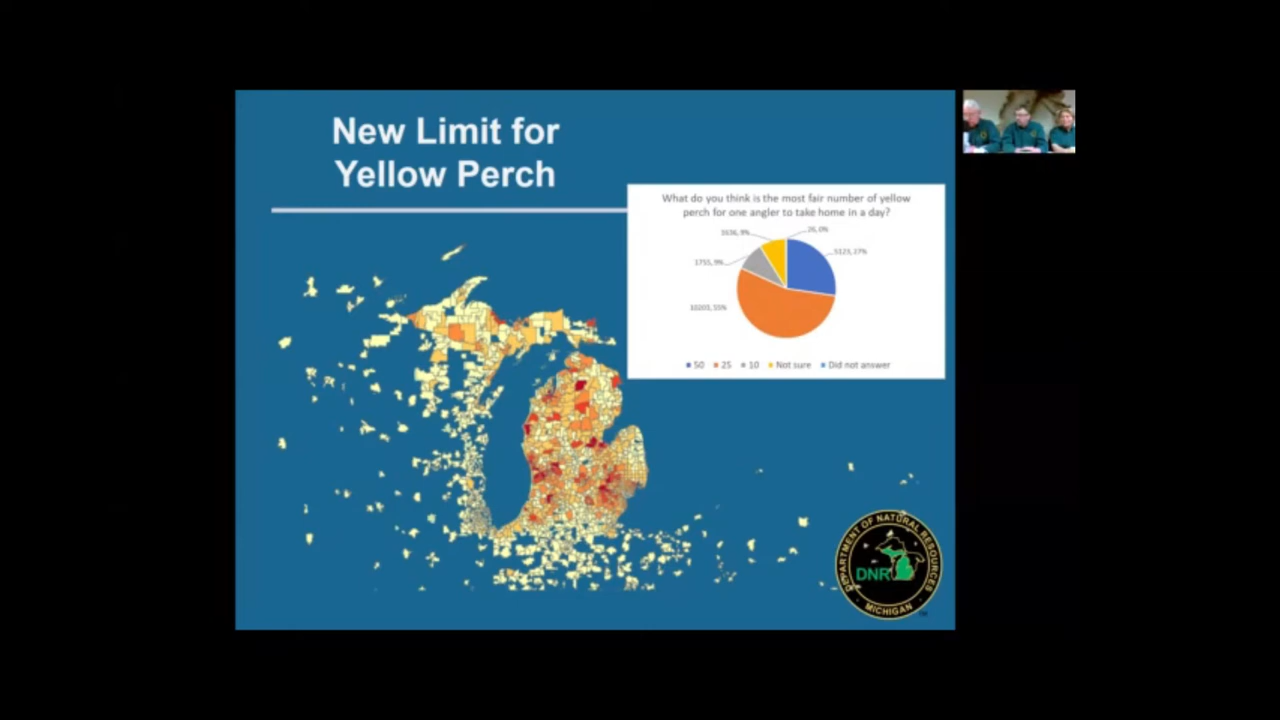 New Limit for
Yellow Perch
What do you think is the most fair number of yellow
perch for one angler to take home in a day?
1636, 9%
26, 0%
5123, 27%
1755, 9%
10203, 55%
50 25 10 Not sure Did not answer
DEPARTMENT OF NATURAL RESOURCES
DNR
MICHIGAN